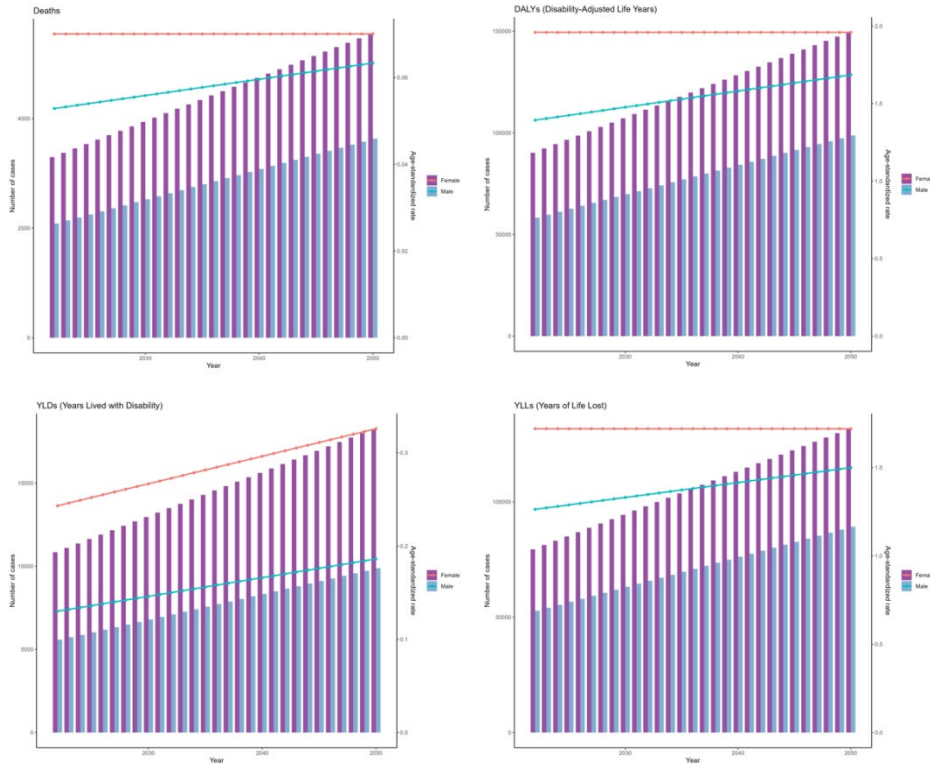 Deaths
4000
2000
0
Number of cases
0.06
0.04
0.02
0.00
Age-standardized rate
Female
Male
2030
2040
2050
Year
DALYs (Disability-Adjusted Life Years)
150000
100000
50000
0
Number of cases
2.0
1.5
1.0
0.5
0.0
Age-standardized rate
Fema
Male
2030
2040
2050
Year
YLDs (Years Lived with Disability)
15000
10000
5000
0
Number of cases
0.3
0.2
0.1
0.0
Age-standardized rate
Female
Male
2030
2040
2050
Year
YLLs (Years of Life Lost)
100000
50000
0
Number of cases
1.5
1.0
0.5
0.0
Age-standardized rate
Fema
Male
2030
2040
2050
Year